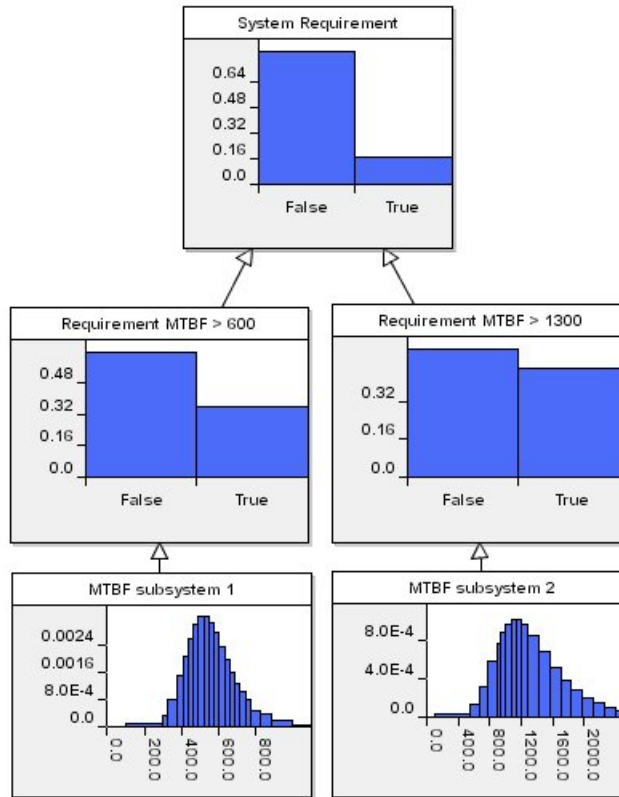 System Requirement
0.64
0.48
0.32
0.16
0.0
False True
Requirement MTBF > 600
0.48
0.32
0.16
0.0
False True
Requirement MTBF > 1300
0.32
0.16
0.0
False True
MTBF subsystem 1
0.0024
0.0016
8.0E-4
0.0
0.0 200.0 400.0 600.0 800.0
MTBF subsystem 2
8.0E-4
4.0E-4
0.0
0.0 400.0 800.0 1200.0 1600.0 2000.0